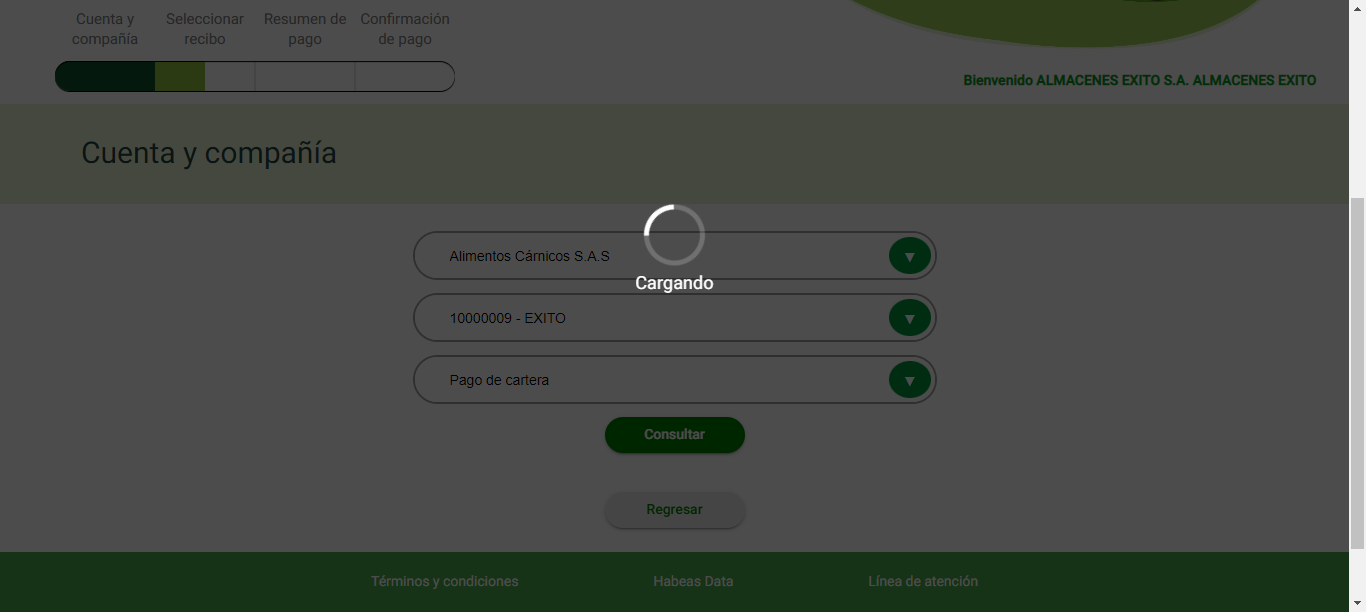 Cuenta y
compañía
Seleccionar
recibo
Resumen de
pago
Confirmación
de pago
Bienvenido ALMACENES EXITO S.A. ALMACENES EXITO
Cuenta y compañía
Alimentos Cárnicos S.A.S
Cargando
10000009 - EXITO
Pago de cartera
Consultar
Regresar
Términos y condiciones
Habeas Data
Línea de atención